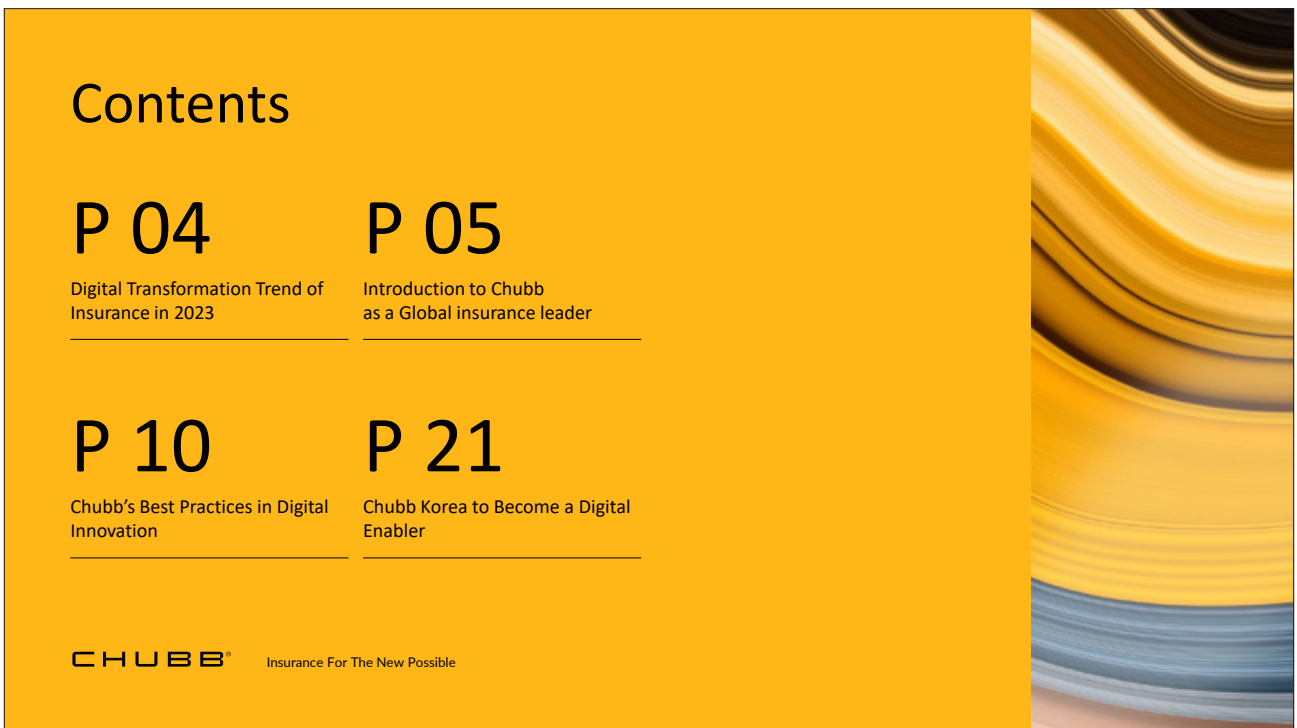 Contents
P 04
Digital Transformation Trend of
Insurance in 2023
P 05
Introduction to Chubb
as a Global insurance leader
P 10
Chubb’s Best Practices in Digital
Innovation
P 21
Chubb Korea to Become a Digital
Enabler
CHUBB®
Insurance For The New Possible